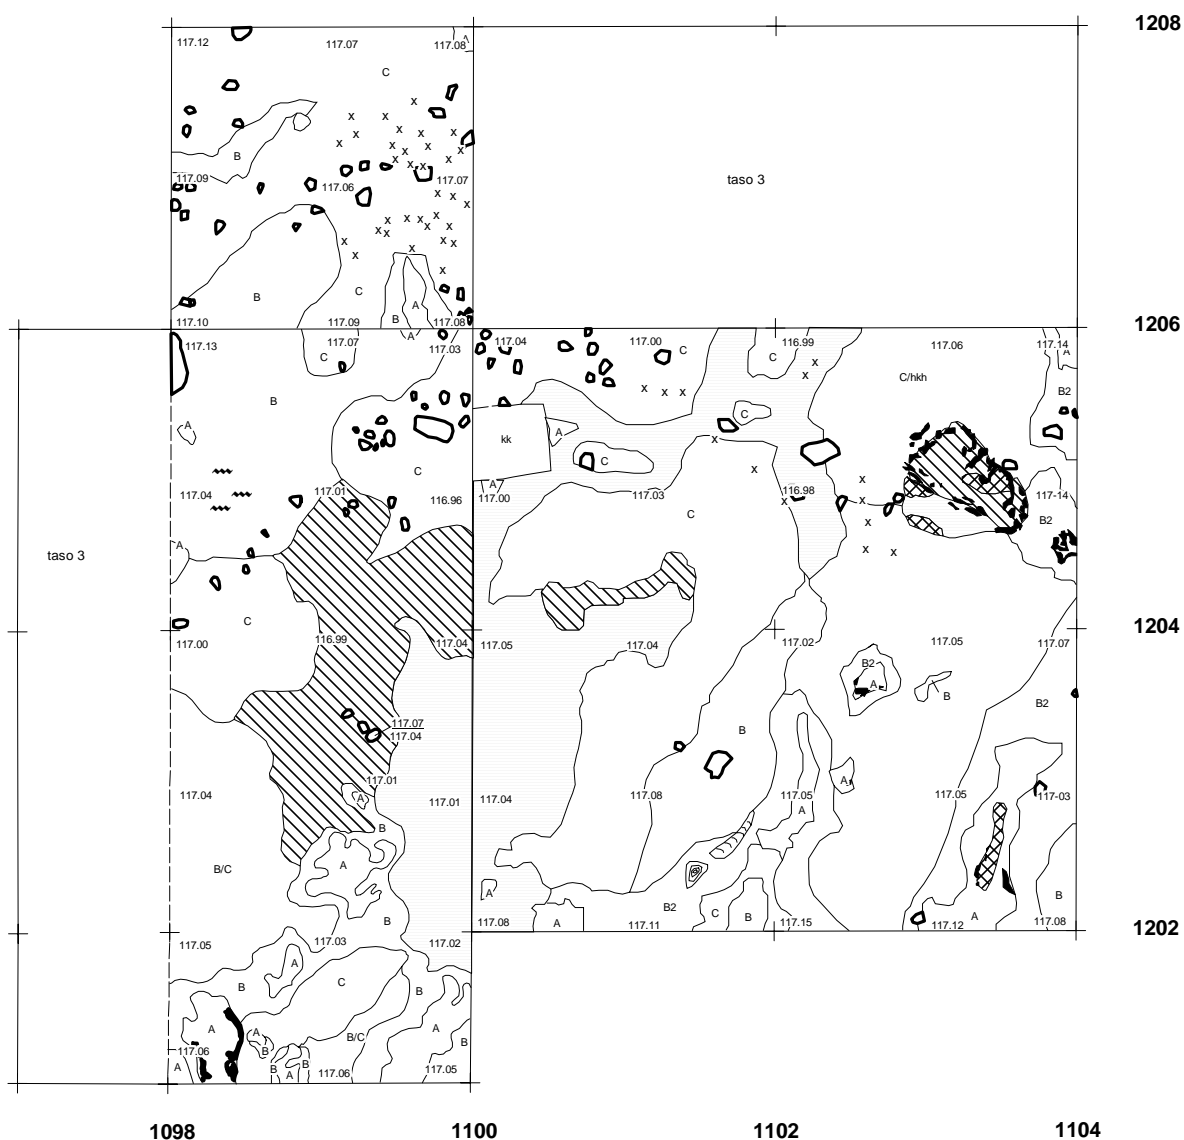 1208
117.12 117.07 117.08 A
C
x x x x x x x x x x x x x x x x x
B
117.09 117.06 117.07
taso 3
x x x x x x x x x x x x x x x x x x
B C A B
117.10 117.09 117.08
1206
117.13 117.07 A 117.03 117.04 117.00 C 116.99 117.06 117.14
C C A
x x x x x
C/hkh
B2
B
A kk A C
C x x
117.04 117.01 116.96 A 117.00 117.03 116.98 117-14
C x x x B2
taso 3 A x x x
C
1204
117.00 116.99 117.04 117.05 117.04 117.02 117.05 117.07
B2
A B B2
117.07
117.04
B
117.01 A
117.04 A 117.01 117.04 117.08 117.05 117.05 117-03
B A
B/C A
A B2 C B A B
B A
117.05 117.03 117.02 117.08 117.11 117.15 117.12 117.08
1202
A
B C B
A A B/C A B
117.06 B
A B A B 117.06 117.05
1098 1100 1102 1104